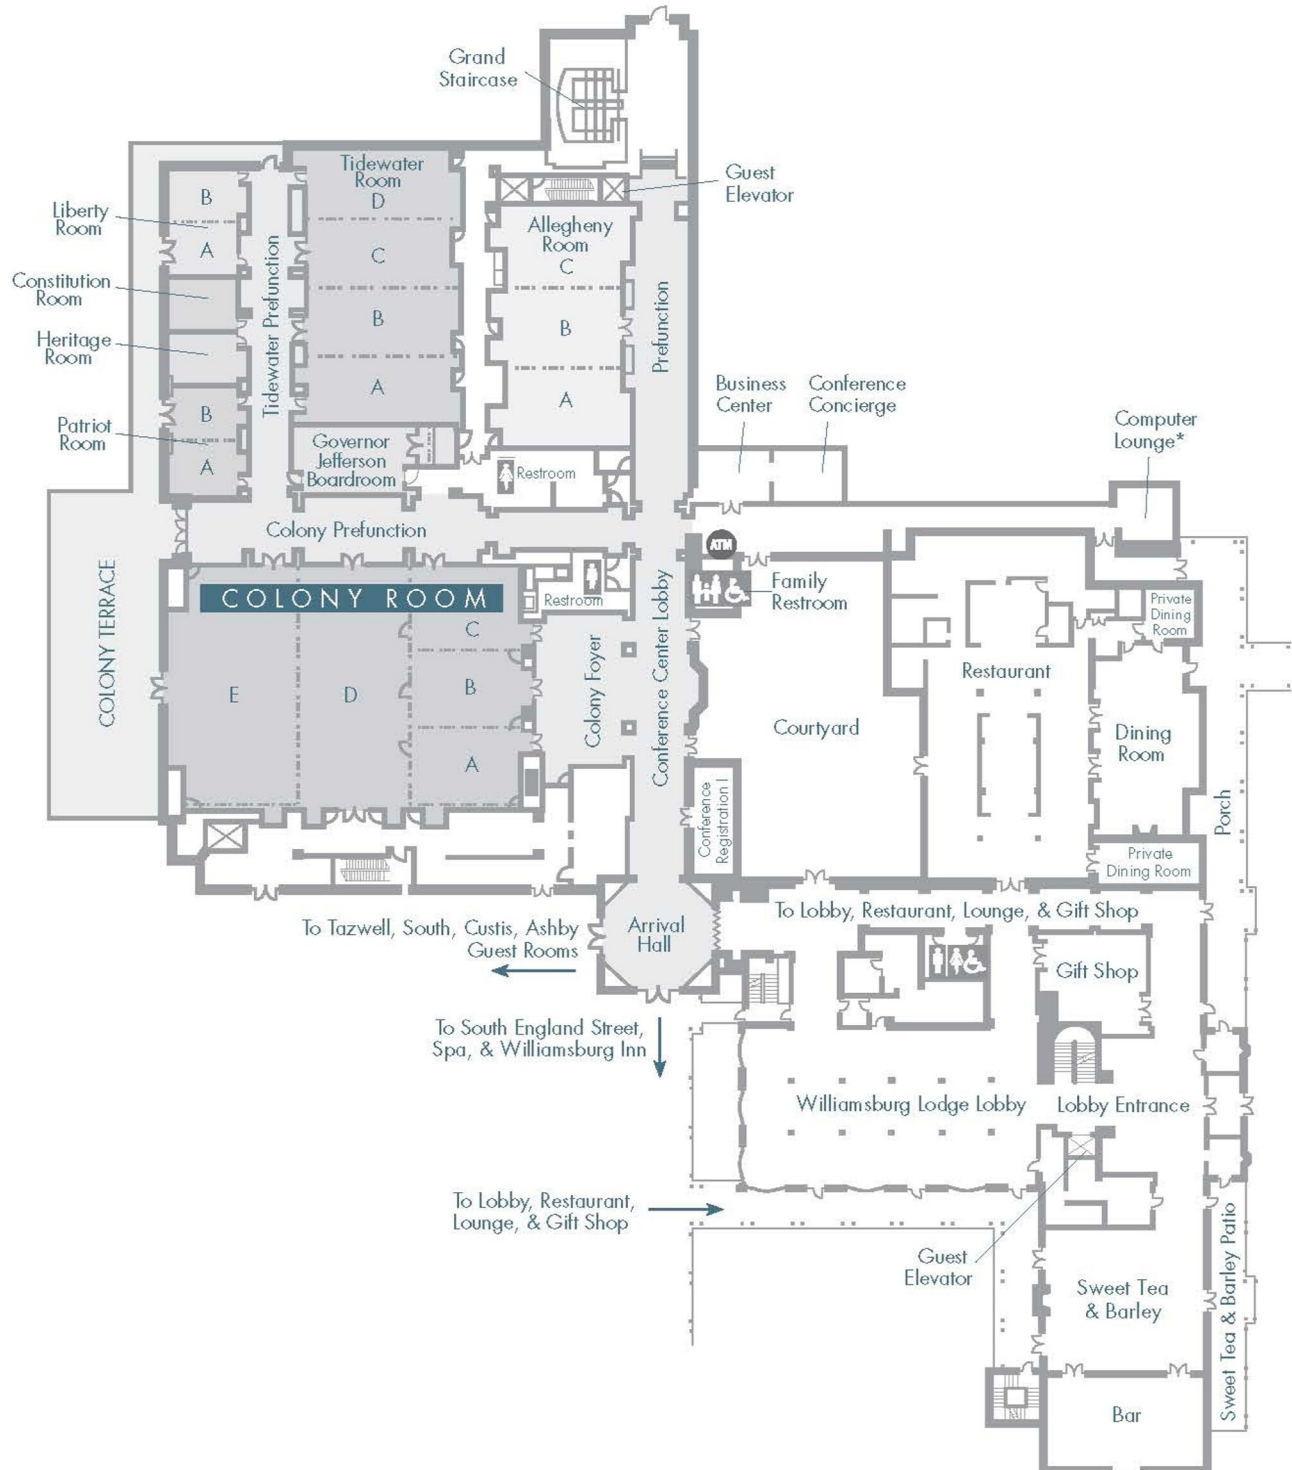 Grand
Staircase
Guest
Elevator
Tidewater
Room
D
C
B
A
Allegheny
Room
C
B
A
Liberty
Room
B
A
Constitution
Room
Heritage
Room
Patriot
Room
B
A
Tidewater Prefunction
Prefunction
Governor
Jefferson
Boardroom
Restroom
Business
Center
Conference
Concierge
Computer
Lounge*
Colony Prefunction
ATM
Family
Restroom
Restroom
COLONY TERRACE
COLONY ROOM
E
D
C
B
A
Colony Foyer
Conference Center Lobby
Conference
Registration I
Courtyard
Restaurant
Private
Dining
Room
Dining
Room
Porch
Private
Dining Room
To Tazwell, South, Custis, Ashby
Guest Rooms
Arrival
Hall
To Lobby, Restaurant, Lounge, & Gift Shop
Gift Shop
To South England Street,
Spa, & Williamsburg Inn
Williamsburg Lodge Lobby
Lobby Entrance
To Lobby, Restaurant,
Lounge, & Gift Shop
Guest
Elevator
Sweet Tea
& Barley
Sweet Tea & Barley Patio
Bar